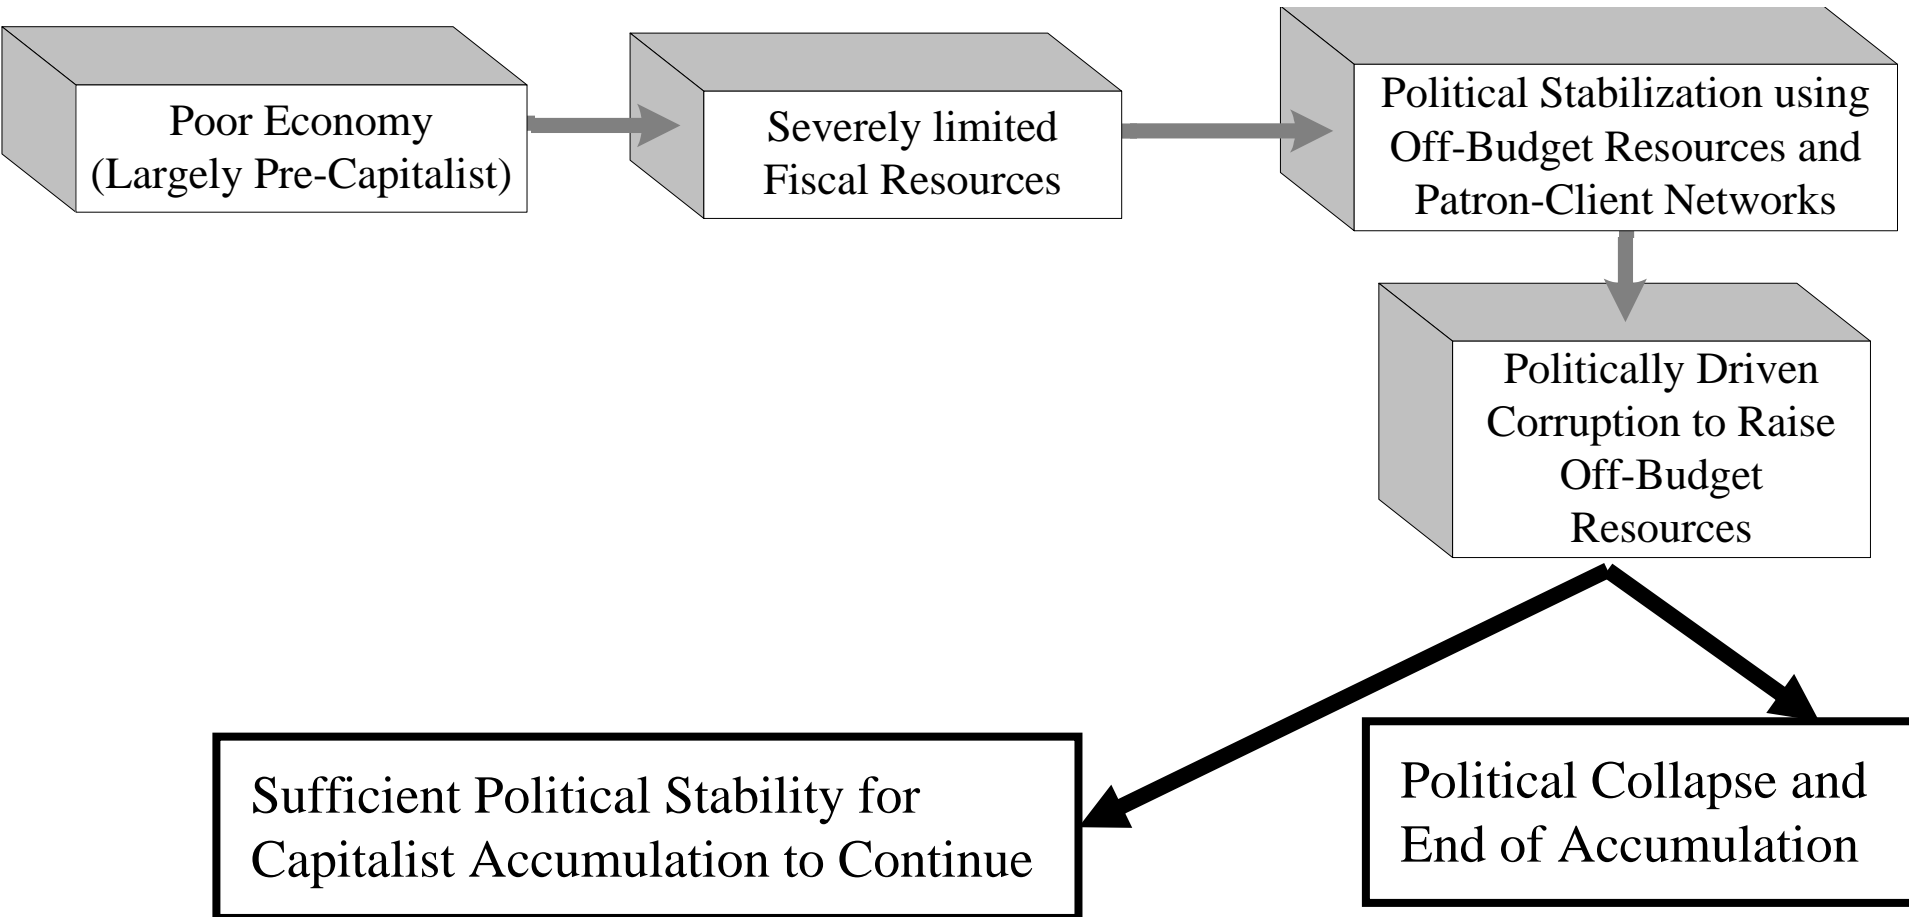 Poor Economy
(Largely Pre-Capitalist)
Severely limited
Fiscal Resources
Political Stabilization using
Off-Budget Resources and
Patron-Client Networks
Politically Driven
Corruption to Raise
Off-Budget
Resources
Sufficient Political Stability for
Capitalist Accumulation to Continue
Political Collapse and
End of Accumulation